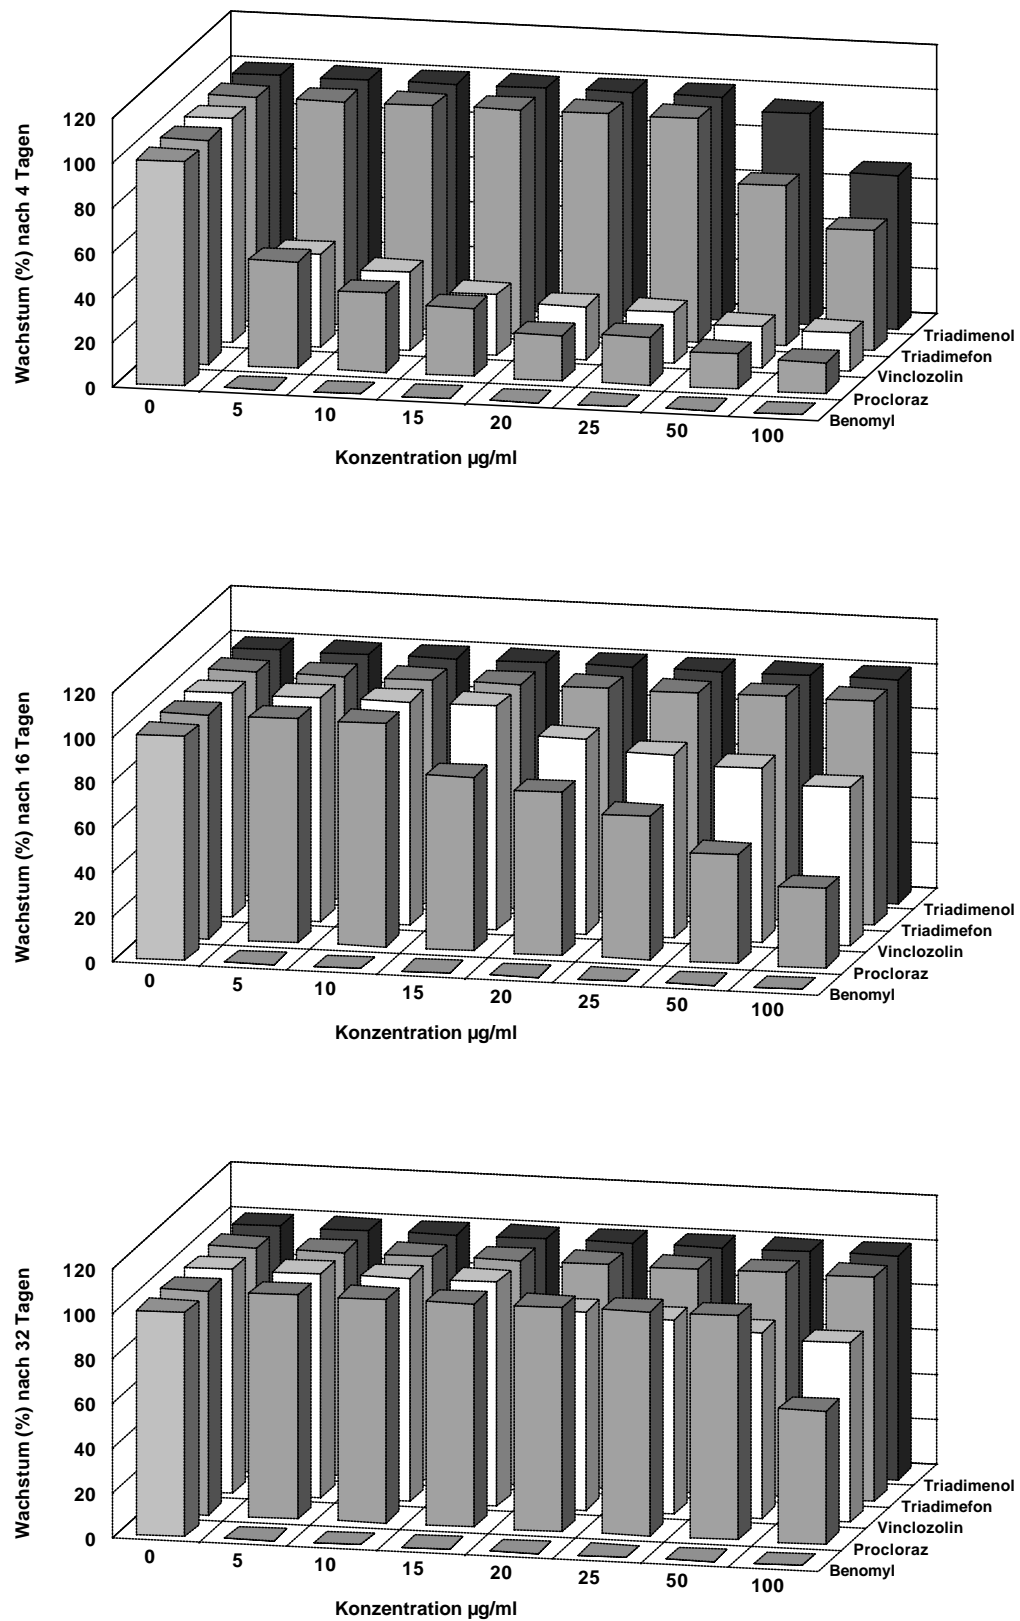 Wachstum (%) nach 4 Tagen
120
100
80
60
40
20
0
0
5
10
15
20
25
50
100
Triadimenol
Triadimefon
Vinclozolin
Procloraz
Benomyl
Konzentration µg/ml
Wachstum (%) nach 16 Tagen
120
100
80
60
40
20
0
0
5
10
15
20
25
50
100
Triadimenol
Triadimefon
Vinclozolin
Procloraz
Benomyl
Konzentration µg/ml
Wachstum (%) nach 32 Tagen
120
100
80
60
40
20
0
0
5
10
15
20
25
50
100
Triadimenol
Triadimefon
Vinclozolin
Procloraz
Benomyl
Konzentration µg/ml